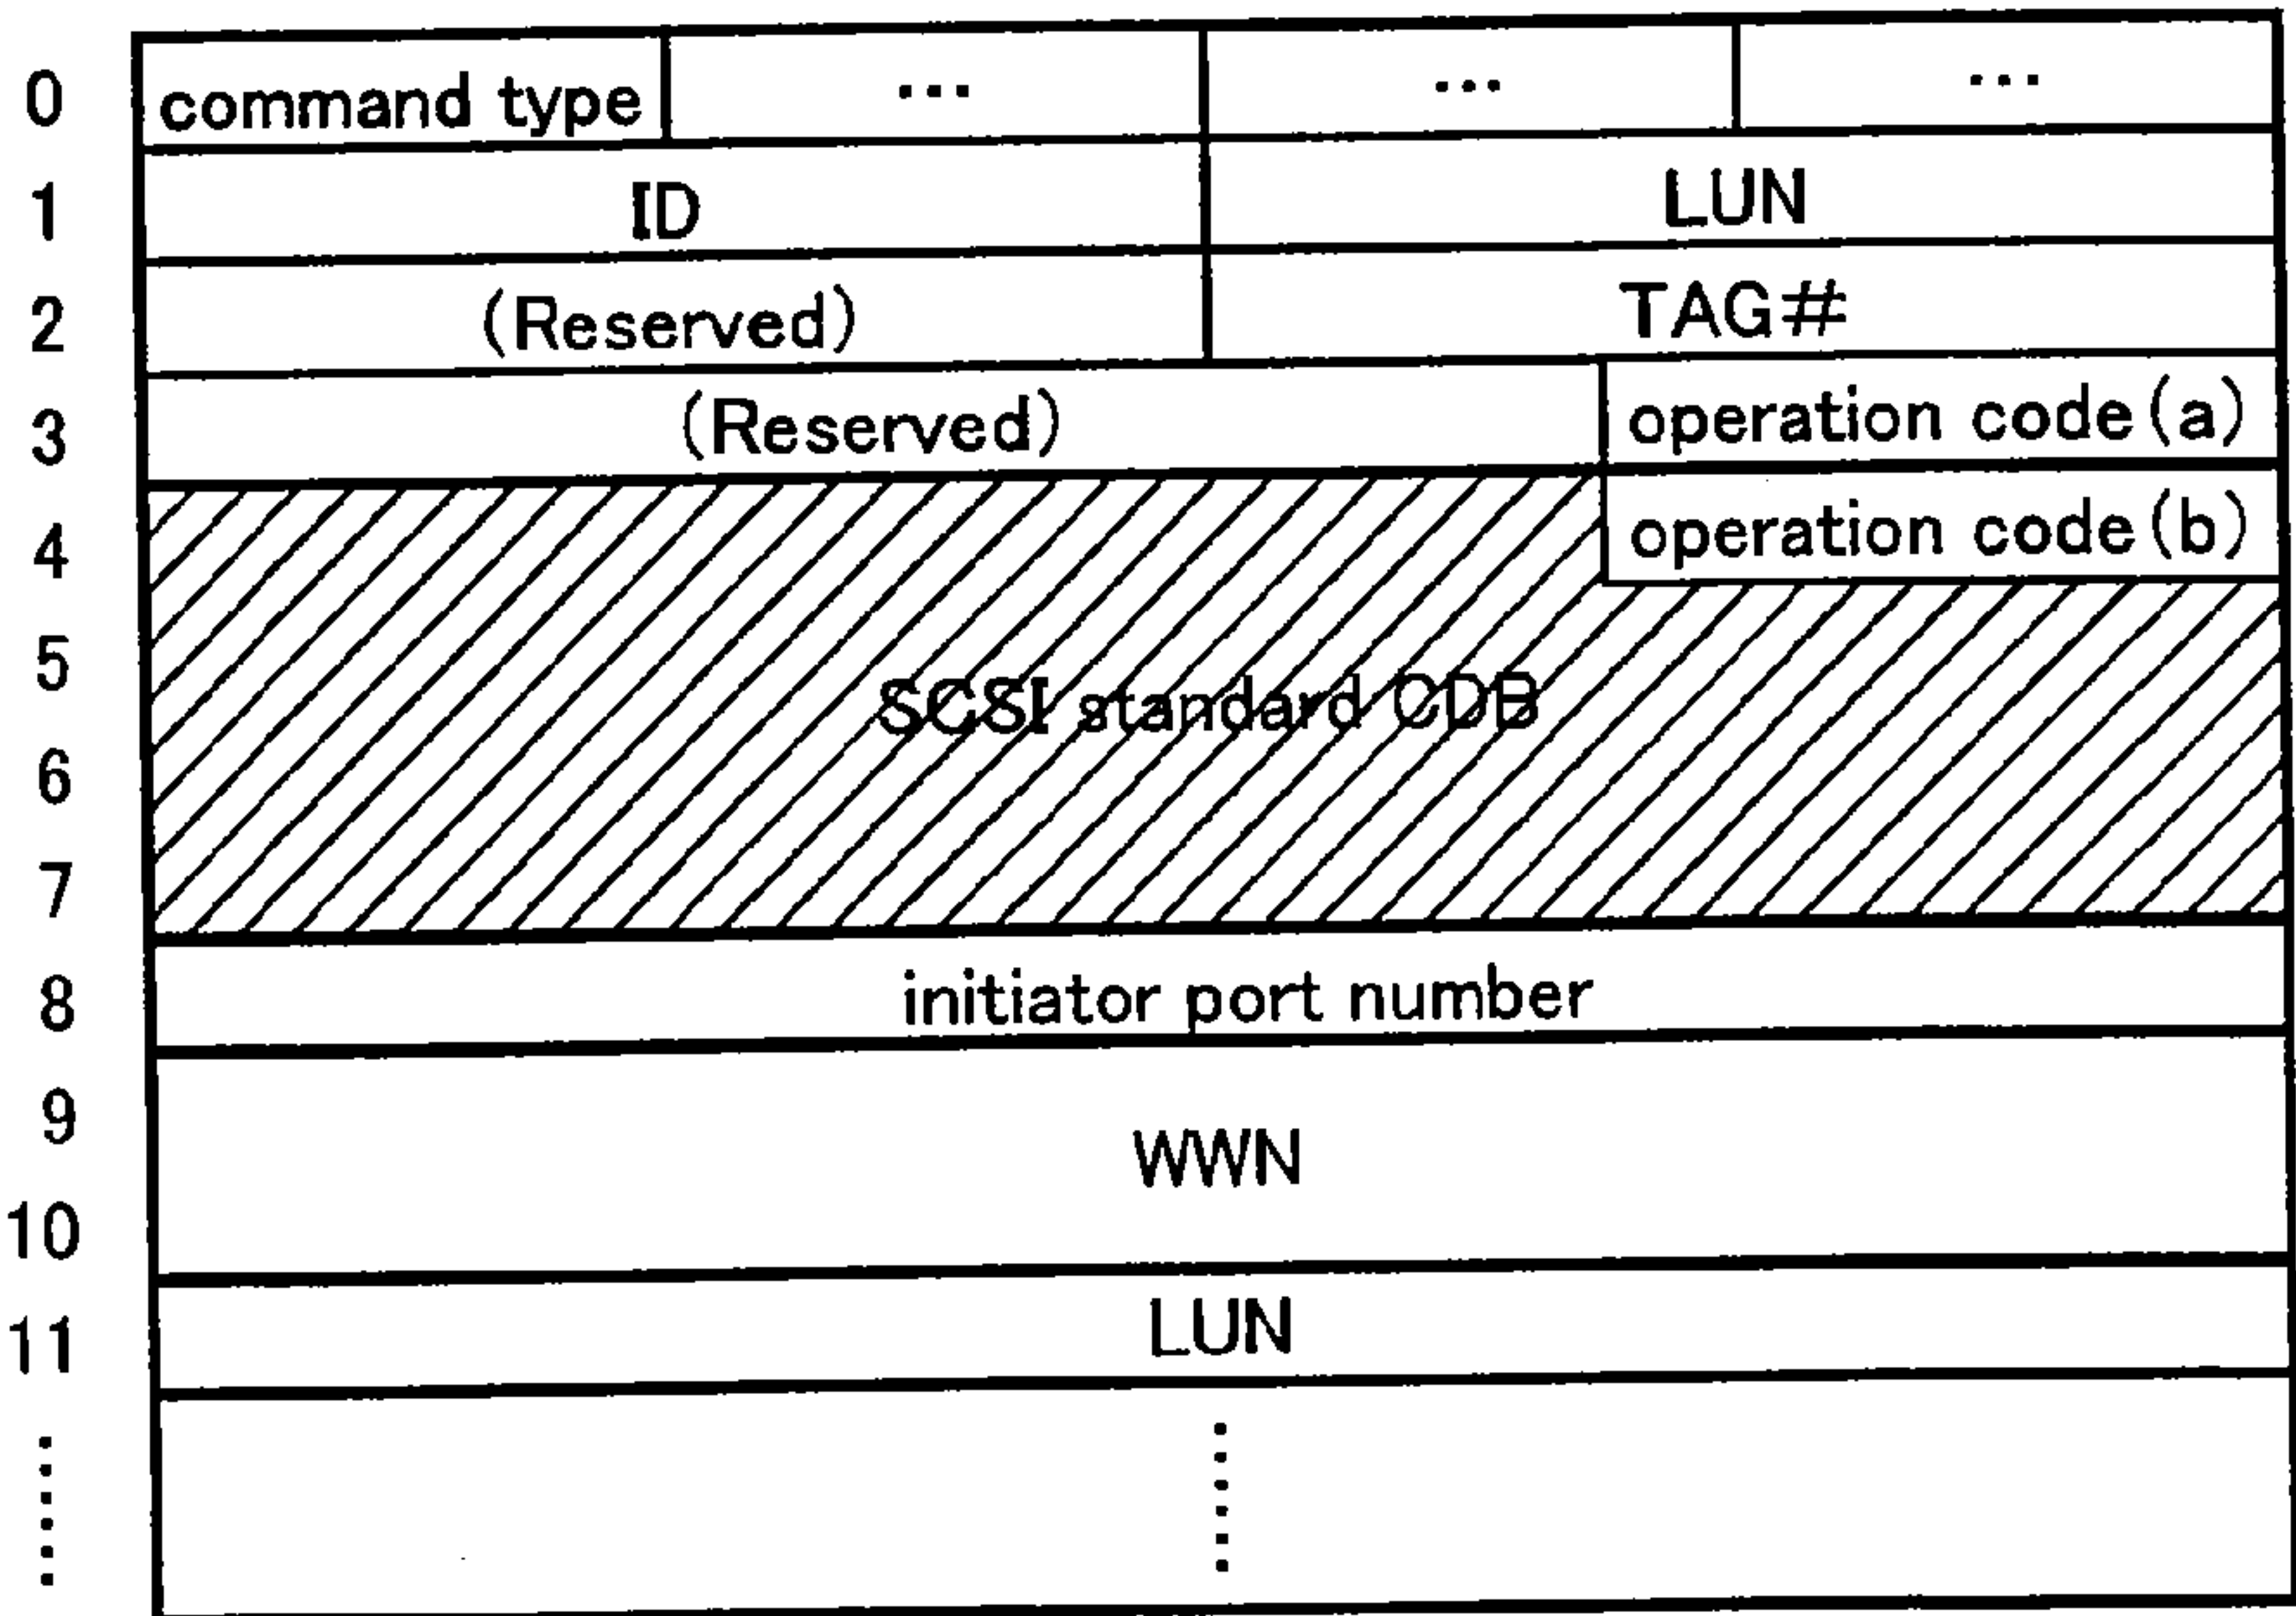 0 command type ... ... ...
1 ID LUN
2 (Reserved) TAG#
3 (Reserved) operation code(a)
4 operation code(b)
5
SCSI standard CDB
6
7
8 initiator port number
9
WWN
10
11 LUN